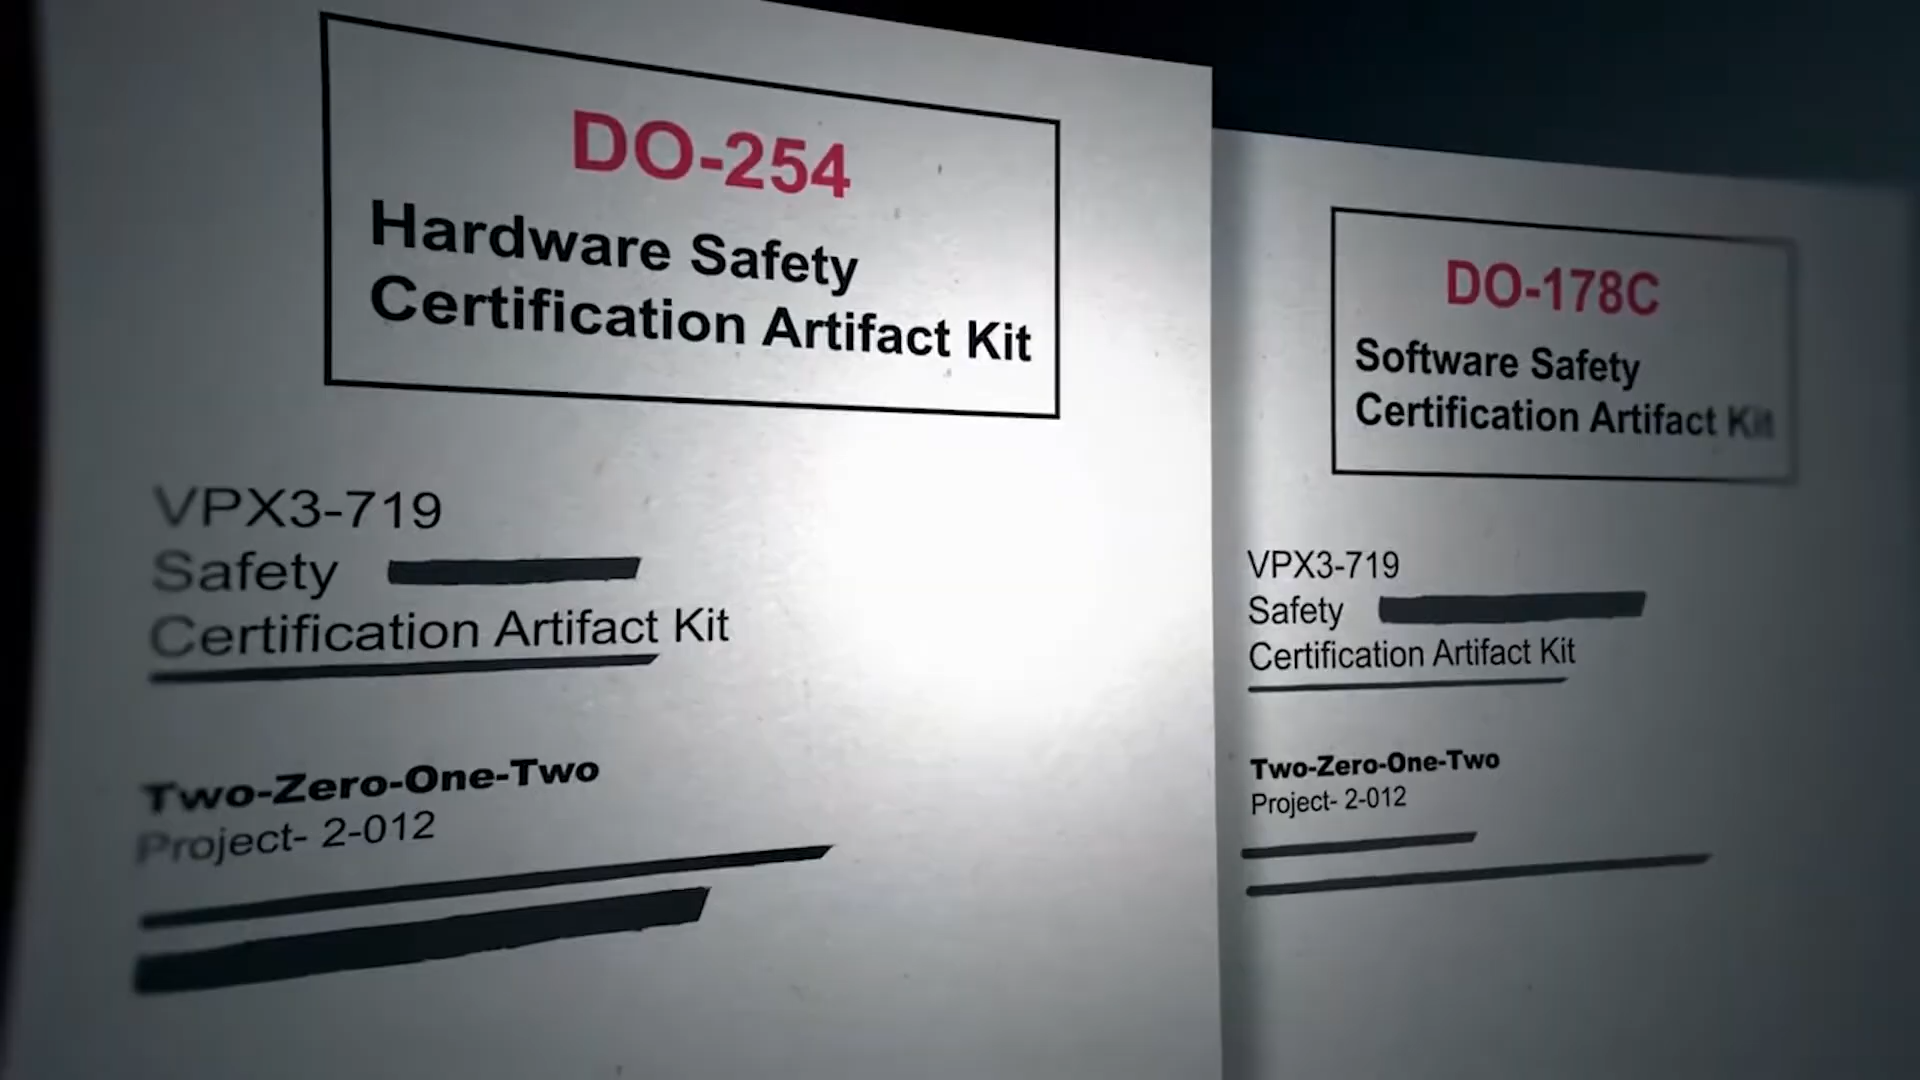 DO-254
Hardware Safety
Certification Artifact Kit
VPX3-719
Safety
Certification Artifact Kit
Two-Zero-One-Two
Project- 2-012
DO-178C
Software Safety
Certification Artifact Kit
VPX3-719
Safety
Certification Artifact Kit
Two-Zero-One-Two
Project- 2-012